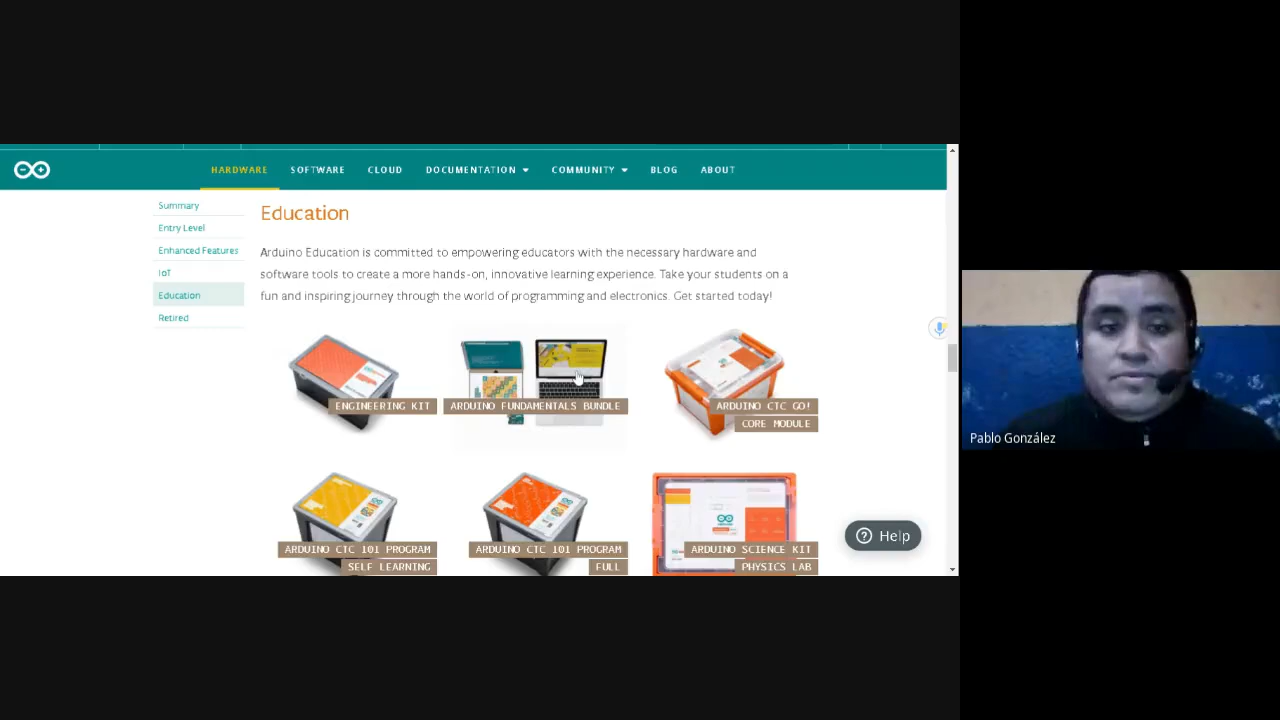 HARDWARE SOFTWARE CLOUD DOCUMENTATION COMMUNITY BLOG ABOUT
Summary
Entry Level
Enhanced Features
IoT
Education
Retired
Education
Arduino Education is committed to empowering educators with the necessary hardware and
software tools to create a more hands-on, innovative learning experience. Take your students on a
fun and inspiring journey through the world of programming and electronics. Get started today!
ENGINEERING KIT
ARDUINO FUNDAMENTALS BUNDLE
ARDUINO CTC GO!
CORE MODULE
ARDUINO CTC 101 PROGRAM
SELF LEARNING
ARDUINO CTC 101 PROGRAM
FULL
ARDUINO SCIENCE KIT
PHYSICS LAB
Help
Pablo González